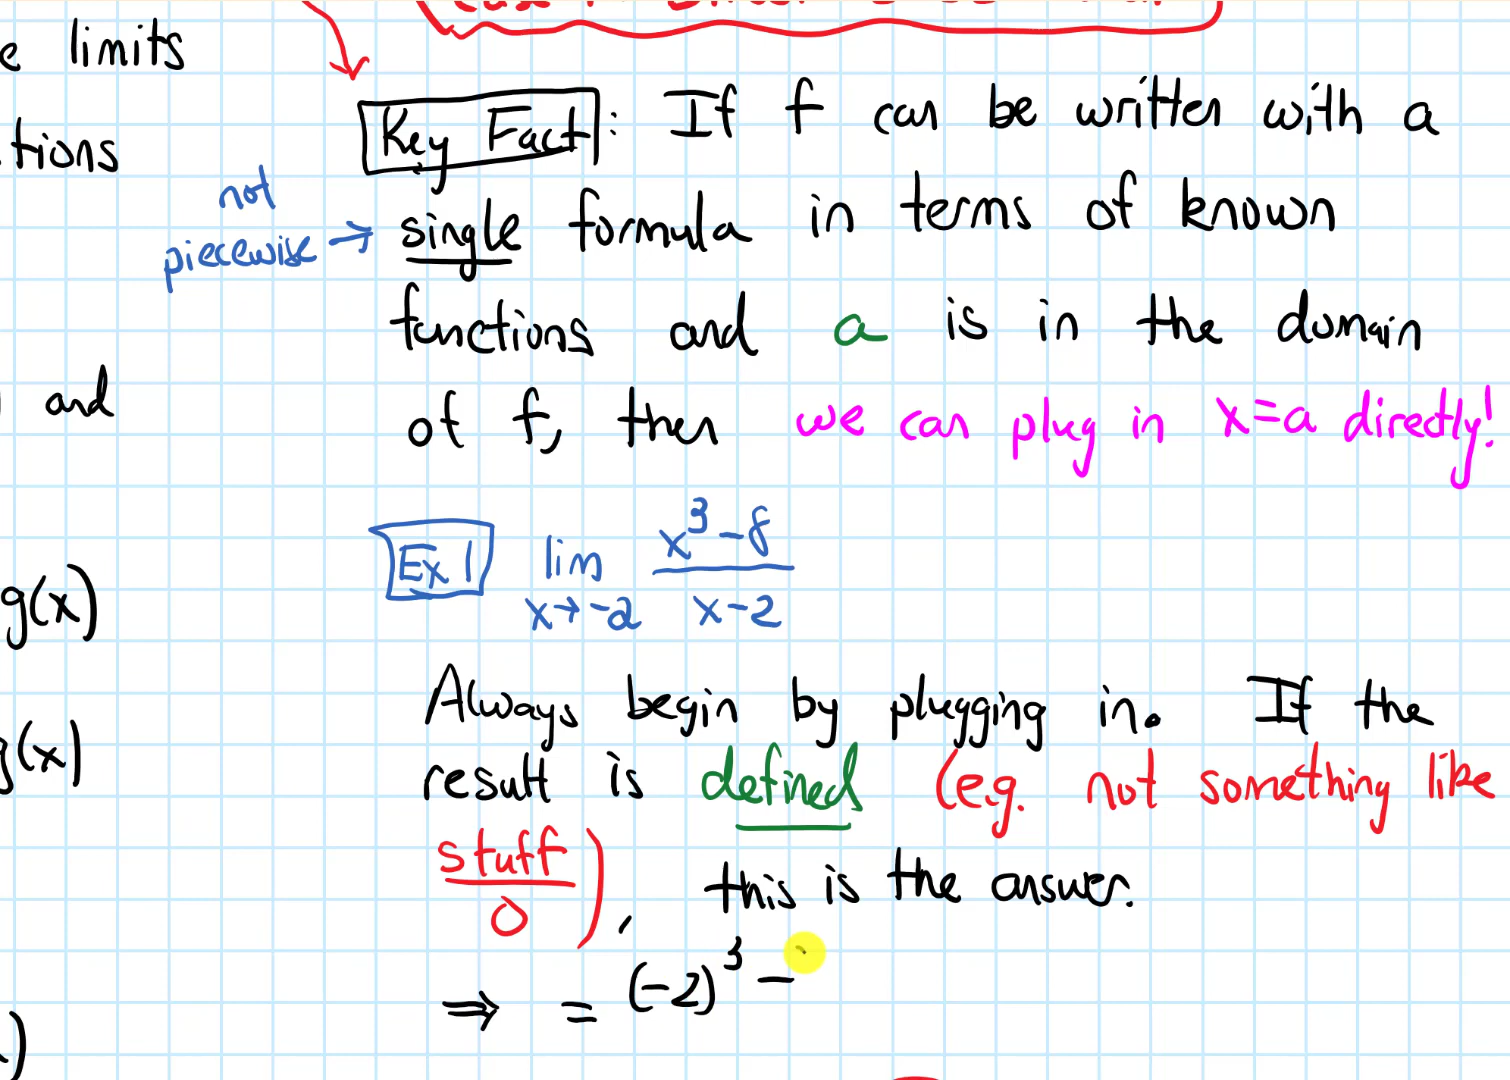 e limits
tions
and
g(x)
g(x)
Key Fact: If f can be written with a
not
piecewise → single formula in terms of known
functions and a is in the domain
of f, then we can plug in x=a directly!
Ex 1 lim x→-2 (x³-8)/(x-2)
Always begin by plugging in. If the
result is defined (e.g. not something like
stuff/0), this is the answer.
⇒ = (-2)³ -